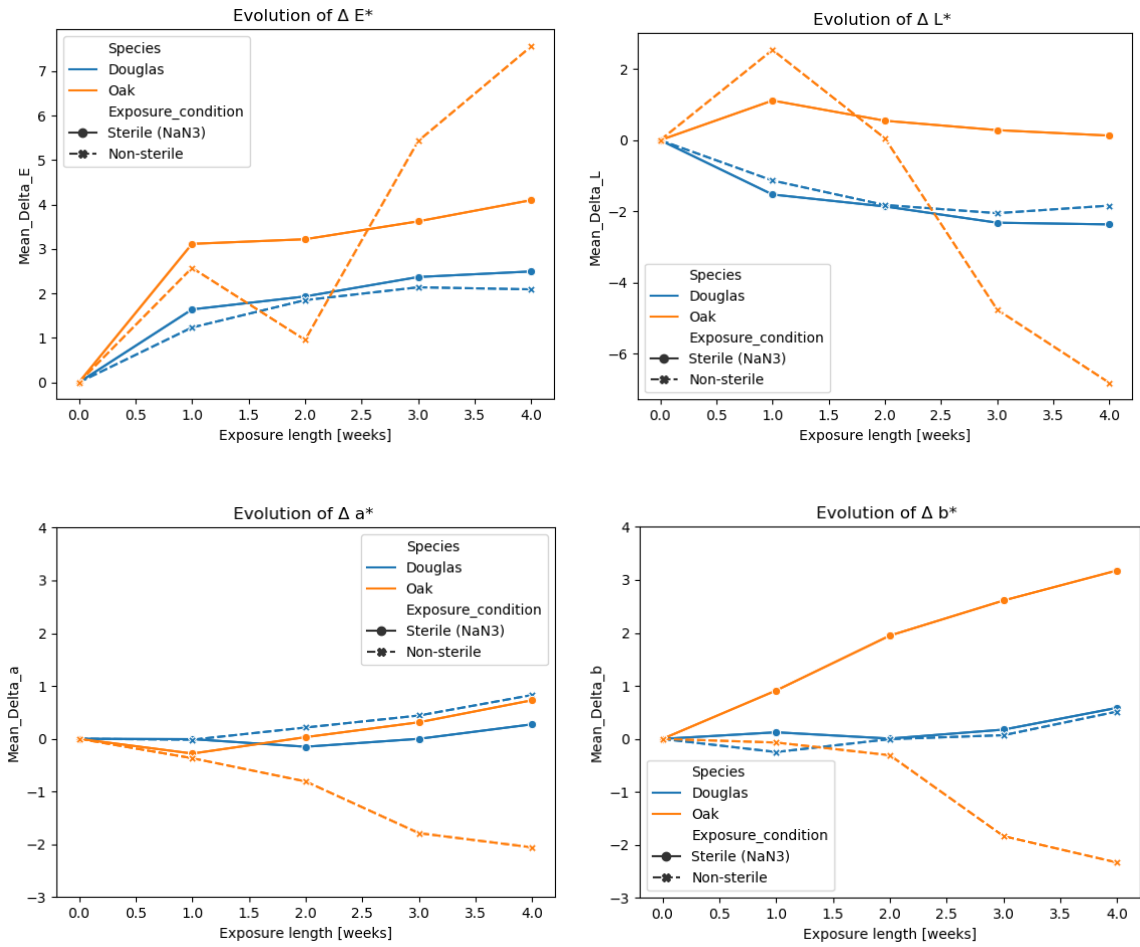 Evolution of Δ E*
Species
Douglas
Oak
Exposure_condition
Sterile (NaN3)
Non-sterile
Mean_Delta_E
7
6
5
4
3
2
1
0
0.0 0.5 1.0 1.5 2.0 2.5 3.0 3.5 4.0
Exposure length [weeks]
Evolution of Δ L*
Mean_Delta_L
2
0
−2
−4
−6
Species
Douglas
Oak
Exposure_condition
Sterile (NaN3)
Non-sterile
0.0 0.5 1.0 1.5 2.0 2.5 3.0 3.5 4.0
Exposure length [weeks]
Evolution of Δ a*
Species
Douglas
Oak
Exposure_condition
Sterile (NaN3)
Non-sterile
Mean_Delta_a
4
3
2
1
0
−1
−2
−3
0.0 0.5 1.0 1.5 2.0 2.5 3.0 3.5 4.0
Exposure length [weeks]
Evolution of Δ b*
Mean_Delta_b
4
3
2
1
0
−1
−2
−3
Species
Douglas
Oak
Exposure_condition
Sterile (NaN3)
Non-sterile
0.0 0.5 1.0 1.5 2.0 2.5 3.0 3.5 4.0
Exposure length [weeks]